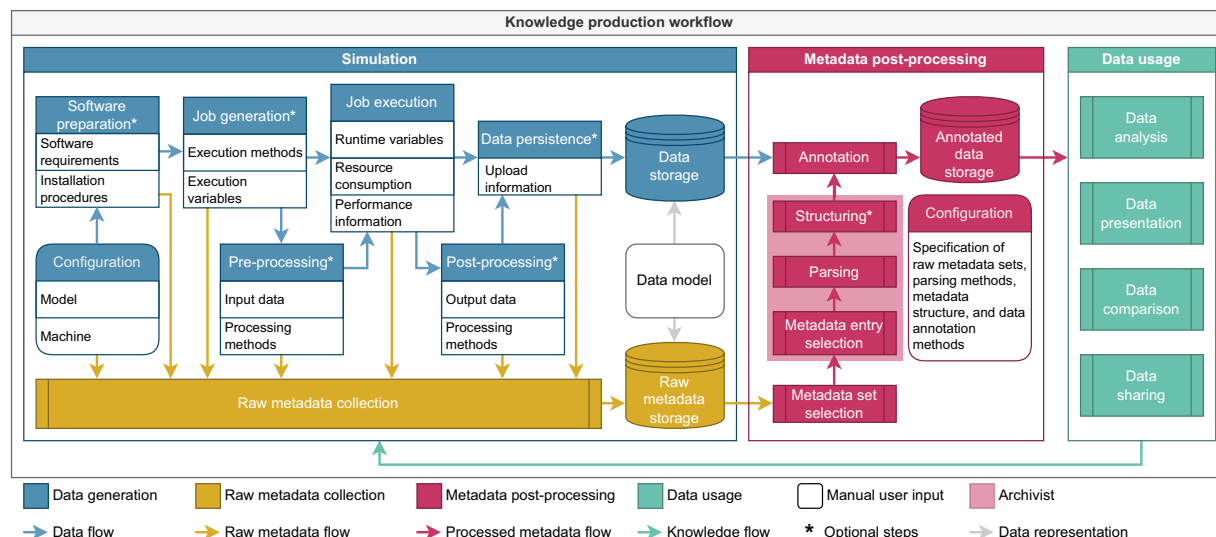 Knowledge production workflow
Simulation
Software
preparation*
Software
requirements
Installation
procedures
Configuration
Model
Machine
Job generation*
Execution methods
Execution
variables
Pre-processing*
Input data
Processing
methods
Job execution
Runtime variables
Resource
consumption
Performance
information
Post-processing*
Output data
Processing
methods
Data persistence*
Upload
information
Data
storage
Data model
Raw metadata collection
Raw
metadata
storage
Metadata post-processing
Annotation
Structuring*
Parsing
Metadata entry
selection
Metadata set
selection
Annotated
data
storage
Configuration
Specification of
raw metadata sets,
parsing methods,
metadata
structure, and data
annotation
methods
Data usage
Data
analysis
Data
presentation
Data
comparison
Data
sharing
Data generation
Raw metadata collection
Metadata post-processing
Data usage
Manual user input
Archivist
Data flow
Raw metadata flow
Processed metadata flow
Knowledge flow
* Optional steps
Data representation